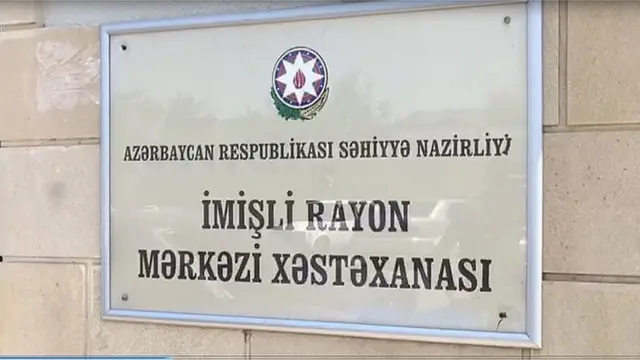 AZƏRBAYCAN RESPUBLİKASI SƏHİYYƏ NAZİRLİYİ
İMİŞLİ RAYON
MƏRKƏZİ XƏSTƏXANASI